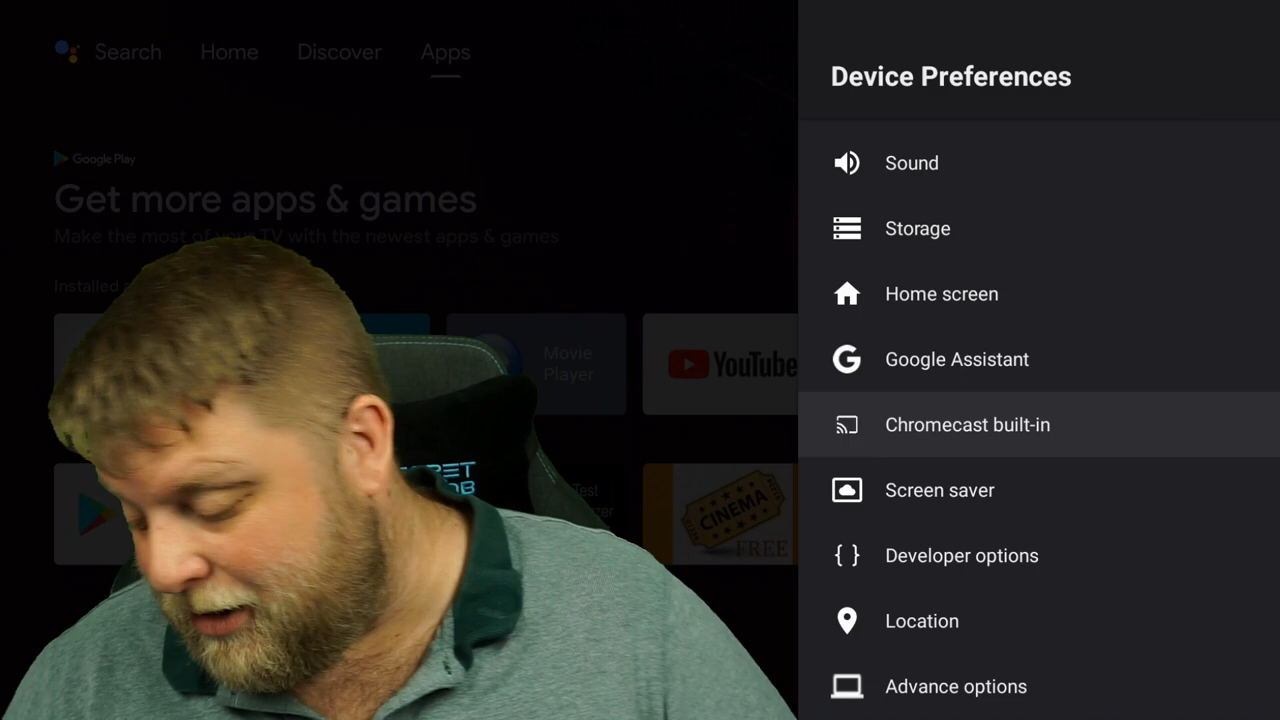 Search Home Discover Apps
Google Play
Get more apps & games
Make the most of your TV with the newest apps & games
Installed
Movie
Player
YouTube
CINEMA
FREE
Device Preferences
Sound
Storage
Home screen
Google Assistant
Chromecast built-in
Screen saver
Developer options
Location
Advance options